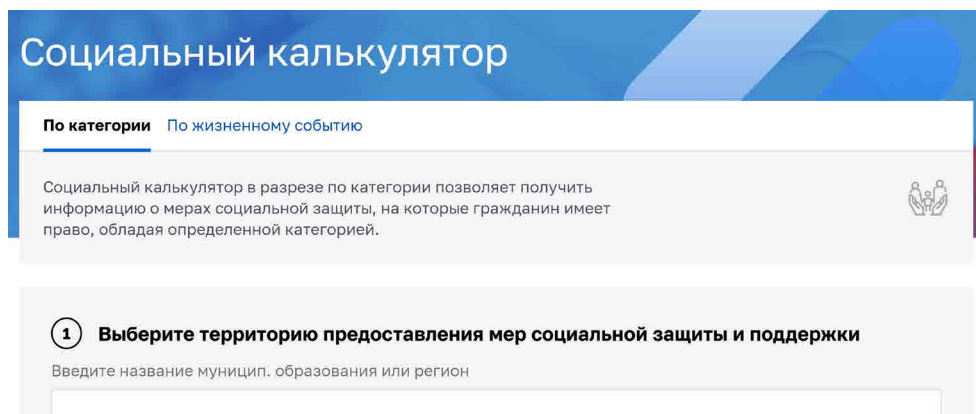 Социальный калькулятор
По категории По жизненному событию
Социальный калькулятор в разрезе по категории позволяет получить
информацию о мерах социальной защиты, на которые гражданин имеет
право, обладая определенной категорией.
1 Выберите территорию предоставления мер социальной защиты и поддержки
Введите название муницип. образования или регион